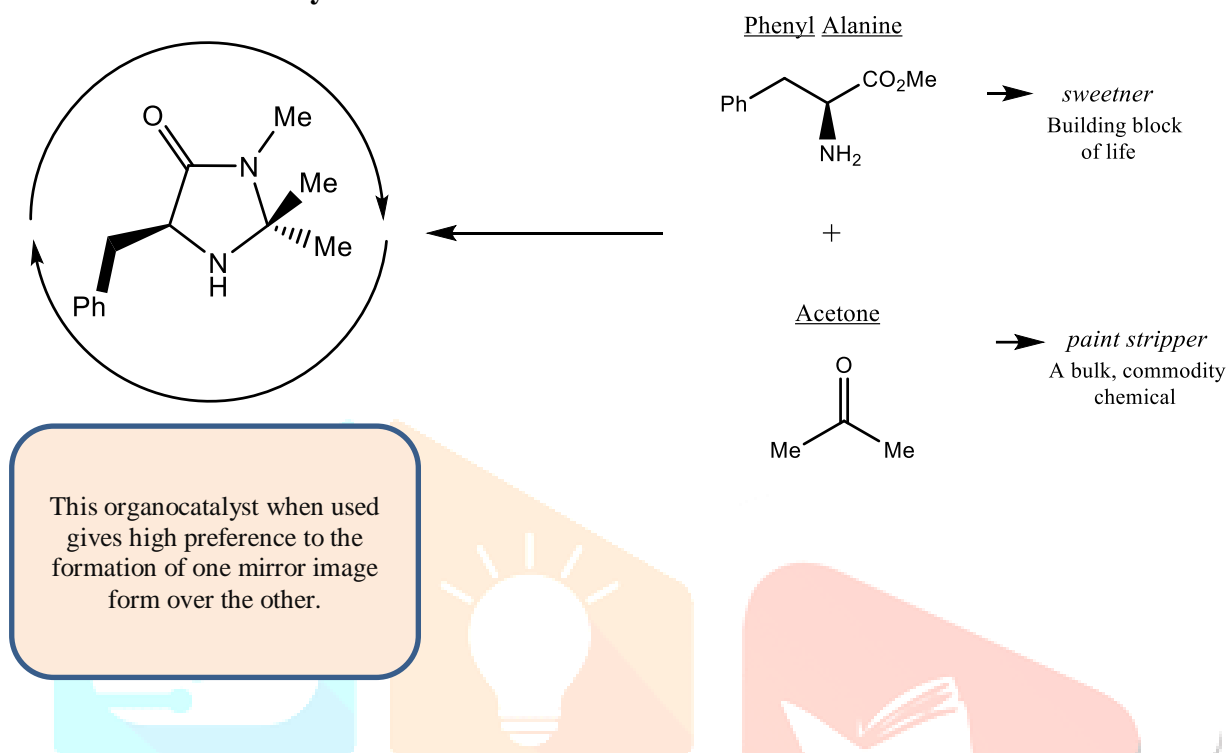 Phenyl Alanine
O
Me
N
Me
Me
N
H
Ph
Ph
CO2Me
NH2
sweetner
Building block
of life
+
Acetone
O
Me
Me
paint stripper
A bulk, commodity
chemical
This organocatalyst when used
gives high preference to the
formation of one mirror image
form over the other.